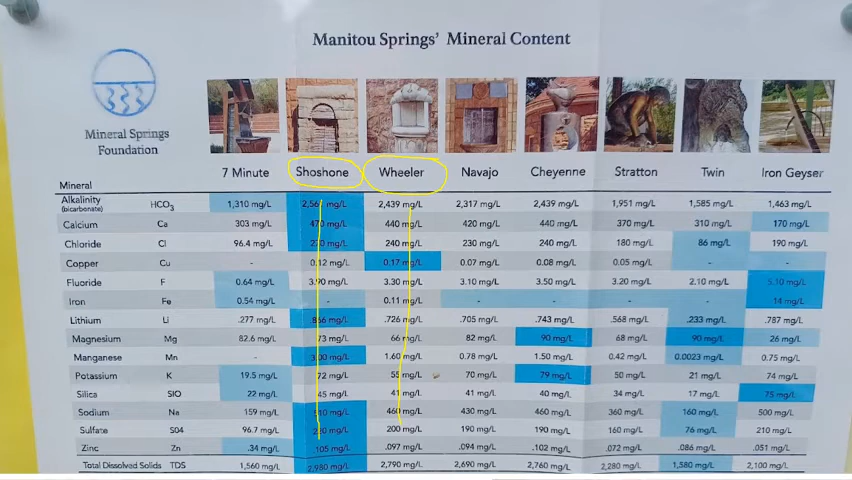 Manitou Springs' Mineral Content
Mineral Springs
Foundation
7 Minute Shoshone Wheeler Navajo Cheyenne Stratton Twin Iron Geyser
Mineral
Alkalinity (bicarbonate) HCO3 1,310 mg/L mg/L 2,439 mg/L 2,317 mg/L 2,439 mg/L 1,951 mg/L 1,585 mg/L 1,463 mg/L
Calcium Ca 303 mg/L 470 mg/L 440 mg/L 420 mg/L 440 mg/L 370 mg/L 310 mg/L 170 mg/L
Chloride Cl 96.4 mg/L mg/L 240 mg/L 230 mg/L 240 mg/L 180 mg/L 86 mg/L 190 mg/L
Copper Cu - 0.12 mg/L 0.17 mg/L 0.07 mg/L 0.08 mg/L 0.05 mg/L - -
Fluoride F 0.64 mg/L 3.90 mg/L 3.30 mg/L 3.10 mg/L 3.50 mg/L 3.20 mg/L 2.10 mg/L 5.10 mg/L
Iron Fe 0.54 mg/L - 0.11 mg/L - - - - 14 mg/L
Lithium Li .277 mg/L mg/L .726 mg/L .705 mg/L .743 mg/L .568 mg/L .233 mg/L .787 mg/L
Magnesium Mg 82.6 mg/L 73 mg/L 66 mg/L 82 mg/L 90 mg/L 68 mg/L 90 mg/L 26 mg/L
Manganese Mn - 3.00 mg/L 1.60 mg/L 0.78 mg/L 1.50 mg/L 0.42 mg/L 0.0023 mg/L 0.75 mg/L
Potassium K 19.5 mg/L 72 mg/L 55 mg/L 70 mg/L 79 mg/L 50 mg/L 21 mg/L 74 mg/L
Silica SIO 22 mg/L 45 mg/L 41 mg/L 41 mg/L 40 mg/L 34 mg/L 17 mg/L 75 mg/L
Sodium Na 159 mg/L mg/L 460 mg/L 430 mg/L 460 mg/L 360 mg/L 160 mg/L 500 mg/L
Sulfate S04 96.7 mg/L mg/L 200 mg/L 190 mg/L 190 mg/L 160 mg/L 76 mg/L 210 mg/L
Zinc Zn .34 mg/L .105 mg/L .097 mg/L .094 mg/L .102 mg/L .072 mg/L .086 mg/L .051 mg/L
Total Dissolved Solids TDS 1,560 mg/L 2,980 mg/L 2,790 mg/L 2,690 mg/L 2,760 mg/L 2,280 mg/L 1,580 mg/L 2,100 mg/L